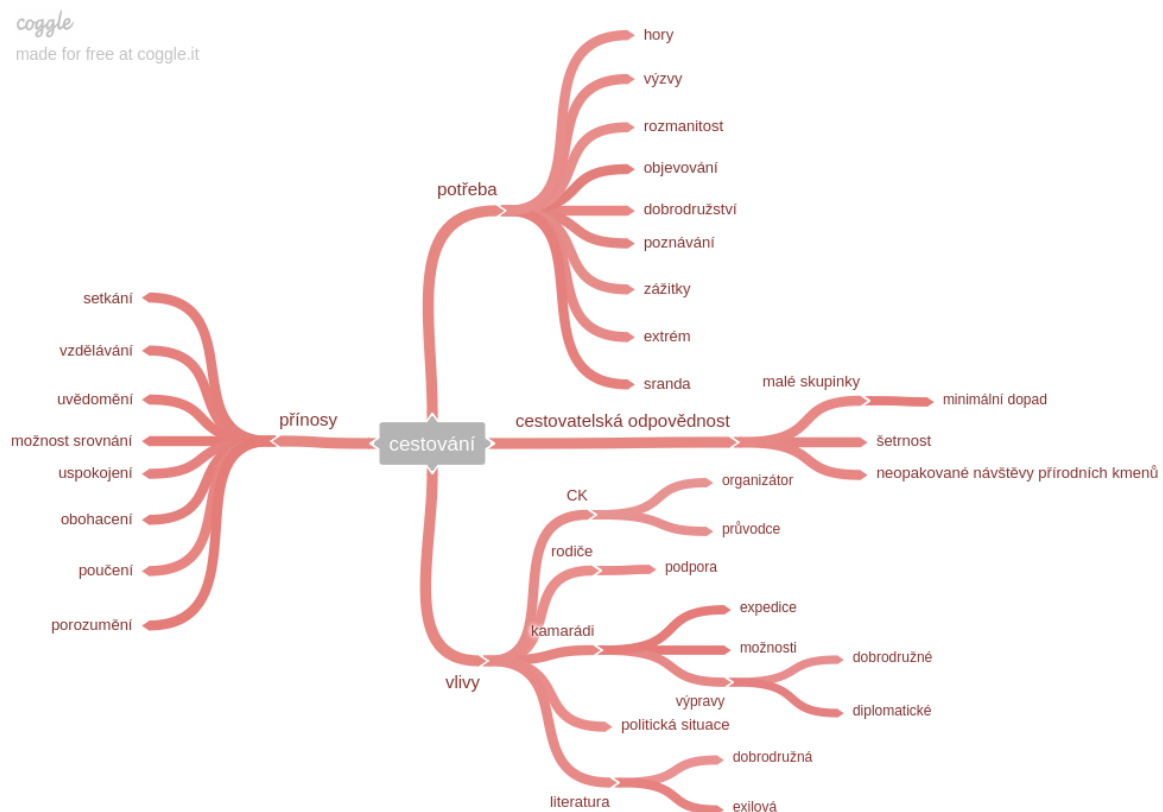 coggle
made for free at coggle.it
cestování
potřeba
hory
výzvy
rozmanitost
objevování
dobrodružství
poznávání
zážitky
extrém
sranda
cestovatelská odpovědnost
malé skupinky
minimální dopad
šetrnost
neopakované návštěvy přírodních kmenů
přínosy
setkání
vzdělávání
uvědomění
možnost srovnání
uspokojení
obohacení
poučení
porozumění
vlivy
CK
organizátor
průvodce
rodiče
podpora
kamarádi
expedice
možnosti
výpravy
dobrodružné
diplomatické
politická situace
literatura
dobrodružná
exilová